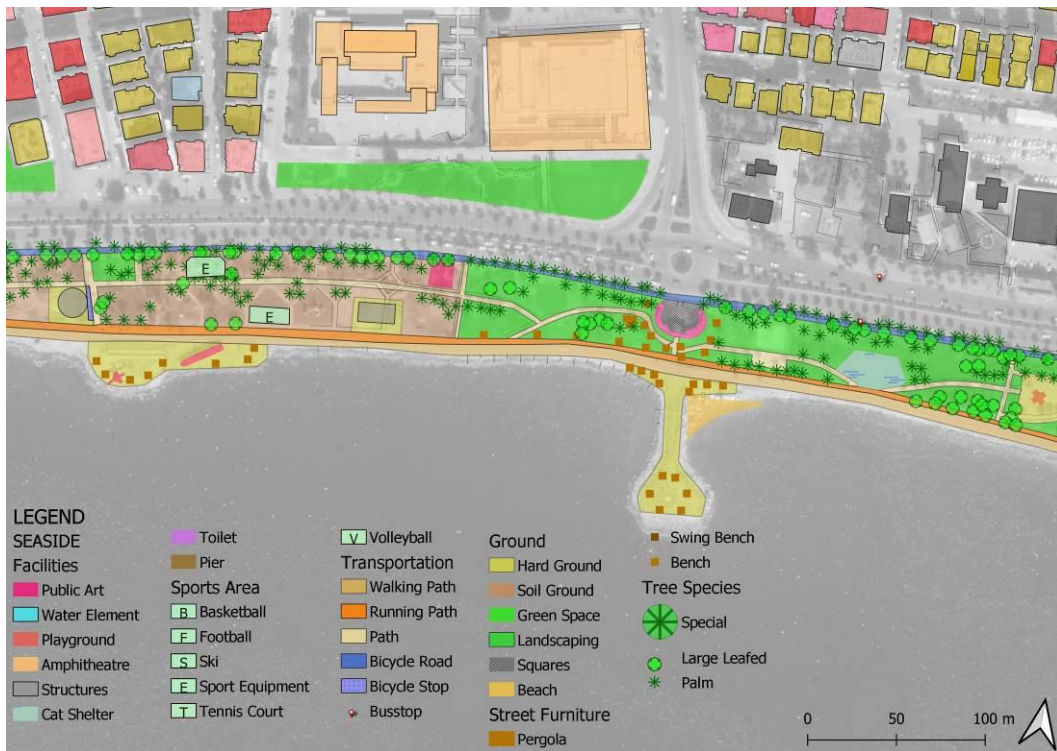 E
E
LEGEND
SEASIDE
Facilities
Public Art
Water Element
Playground
Amphitheatre
Structures
Cat Shelter
Toilet
Pier
Sports Area
B Basketball
F Football
S Ski
E Sport Equipment
T Tennis Court
V Volleyball
Transportation
Walking Path
Running Path
Path
Bicycle Road
Bicycle Stop
Busstop
Ground
Hard Ground
Soil Ground
Green Space
Landscaping
Squares
Beach
Street Furniture
Pergola
Swing Bench
Bench
Tree Species
Special
Large Leafed
Palm
0 50 100 m